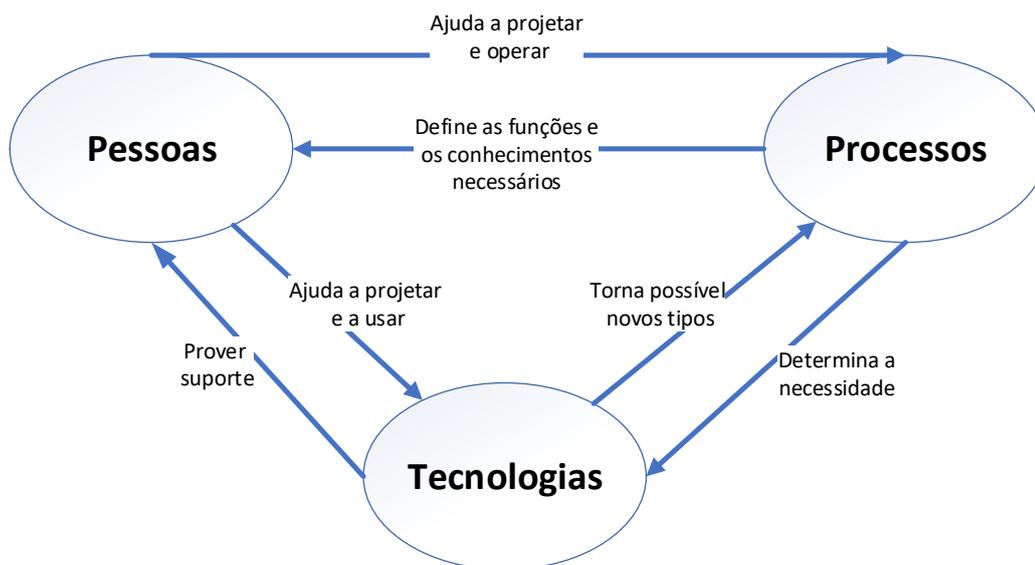 Ajuda a projetar
e operar
Pessoas
Define as funções e
os conhecimentos
necessários
Processos
Ajuda a projetar
e a usar
Torna possível
novos tipos
Prover
suporte
Determina a
necessidade
Tecnologias